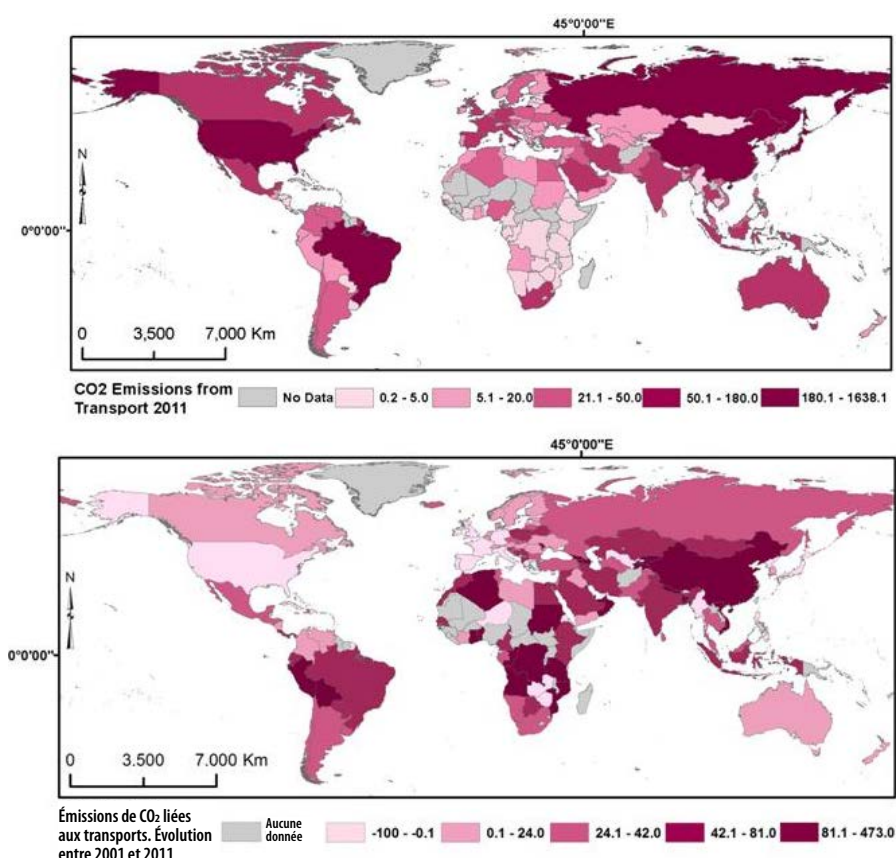 45°0'00"E
N
0°0'00"
0 3,500 7,000 Km
CO2 Emissions from
Transport 2011
No Data
0.2 - 5.0
5.1 - 20.0
21.1 - 50.0
50.1 - 180.0
180.1 - 1638.1
45°0'00"E
N
0°0'00"
0 3.500 7.000 Km
Émissions de CO₂ liées
aux transports. Évolution
entre 2001 et 2011
Aucune
donnée
-100 - -0.1
0.1 - 24.0
24.1 - 42.0
42.1 - 81.0
81.1 - 473.0